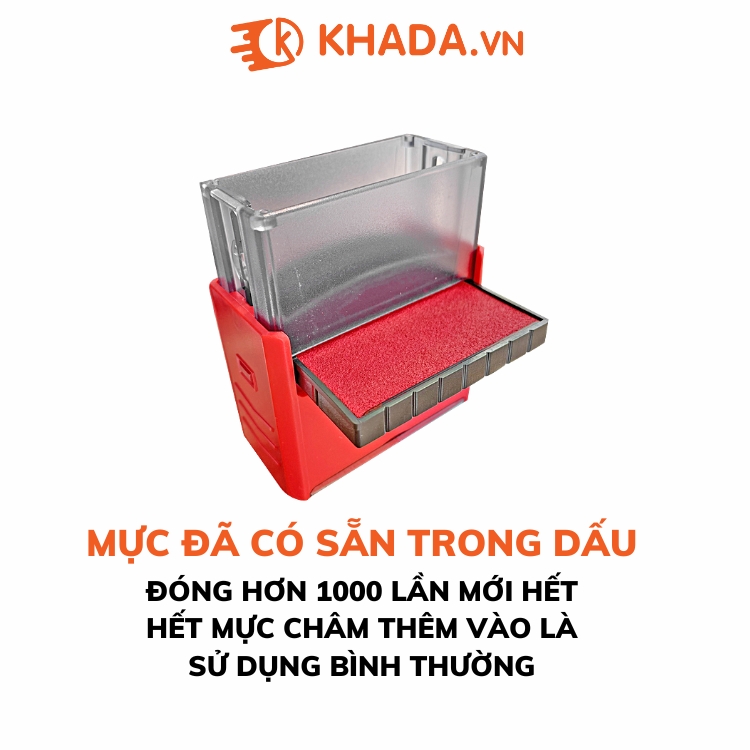 KHADA.VN
MỰC ĐÃ CÓ SẴN TRONG DẤU
ĐÓNG HƠN 1000 LẦN MỚI HẾT
HẾT MỰC CHÂM THÊM VÀO LÀ
SỬ DỤNG BÌNH THƯỜNG